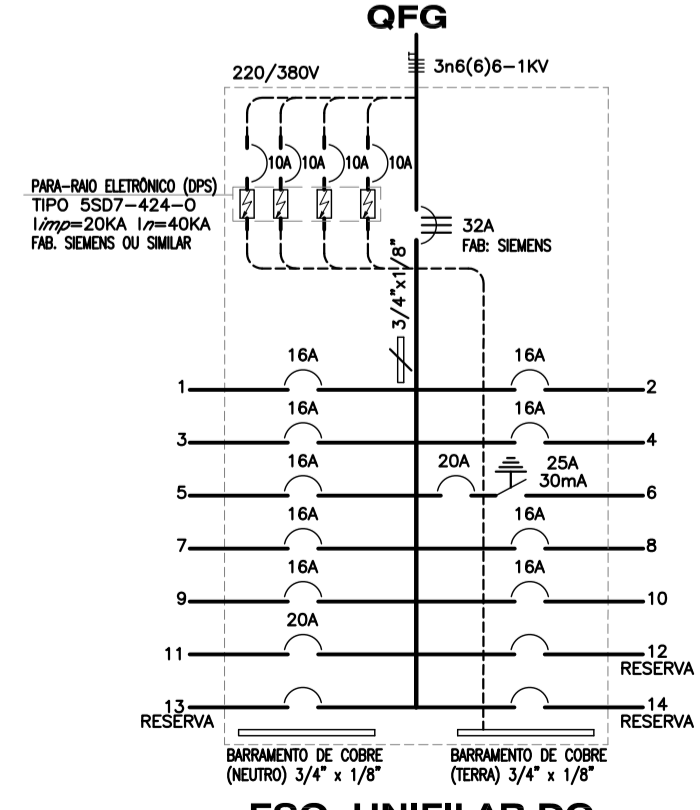 QFG
3n6(6)6-1KV
220/380V
10A 10A 10A 10A
PARA-RAIO ELETRÔNICO (DPS)
TIPO 5SD7-424-0
Iimp=20KA In=40KA
FAB. SIEMENS OU SIMILAR
32A
FAB: SIEMENS
3/4"x1/8"
16A 16A
1 2
16A 16A
3 4
16A 20A 25A
30mA
5 6
16A 16A
7 8
16A 16A
9 10
20A
11 12
RESERVA
13 14
RESERVA RESERVA
BARRAMENTO DE COBRE
(NEUTRO) 3/4" x 1/8"
BARRAMENTO DE COBRE
(TERRA) 3/4" x 1/8"